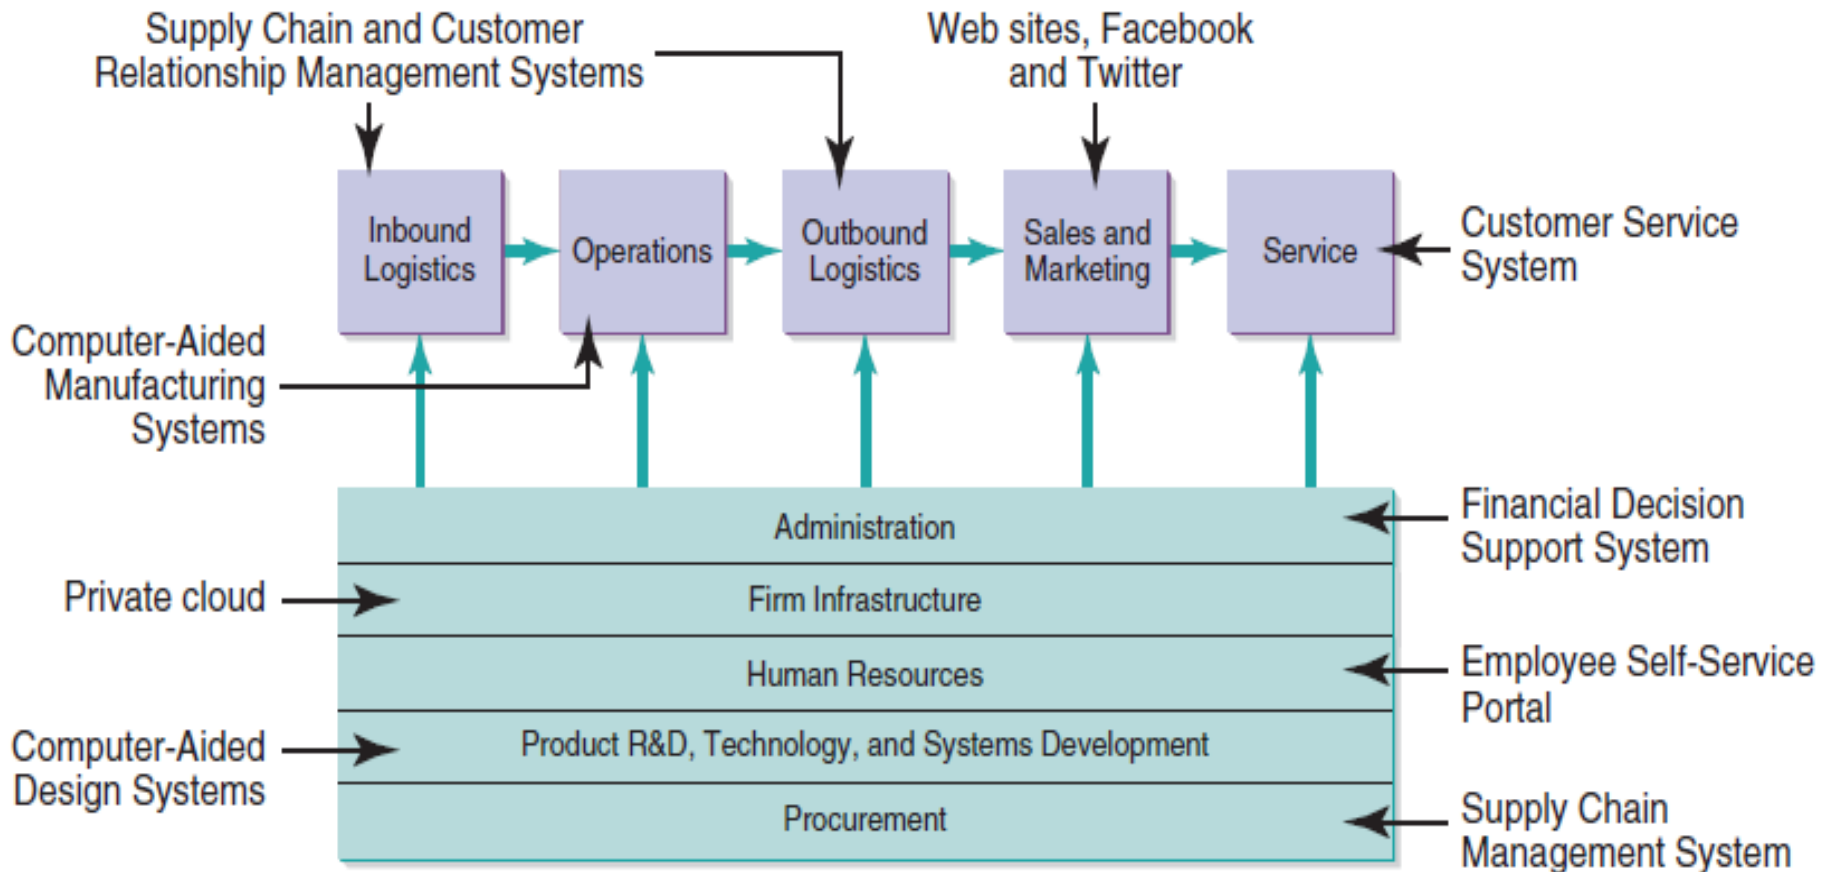 Supply Chain and Customer
Relationship Management Systems
Web sites, Facebook
and Twitter
Inbound
Logistics
Operations
Outbound
Logistics
Sales and
Marketing
Service
Customer Service
System
Computer-Aided
Manufacturing
Systems
Administration
Financial Decision
Support System
Private cloud
Firm Infrastructure
Human Resources
Employee Self-Service
Portal
Computer-Aided
Design Systems
Product R&D, Technology, and Systems Development
Procurement
Supply Chain
Management System